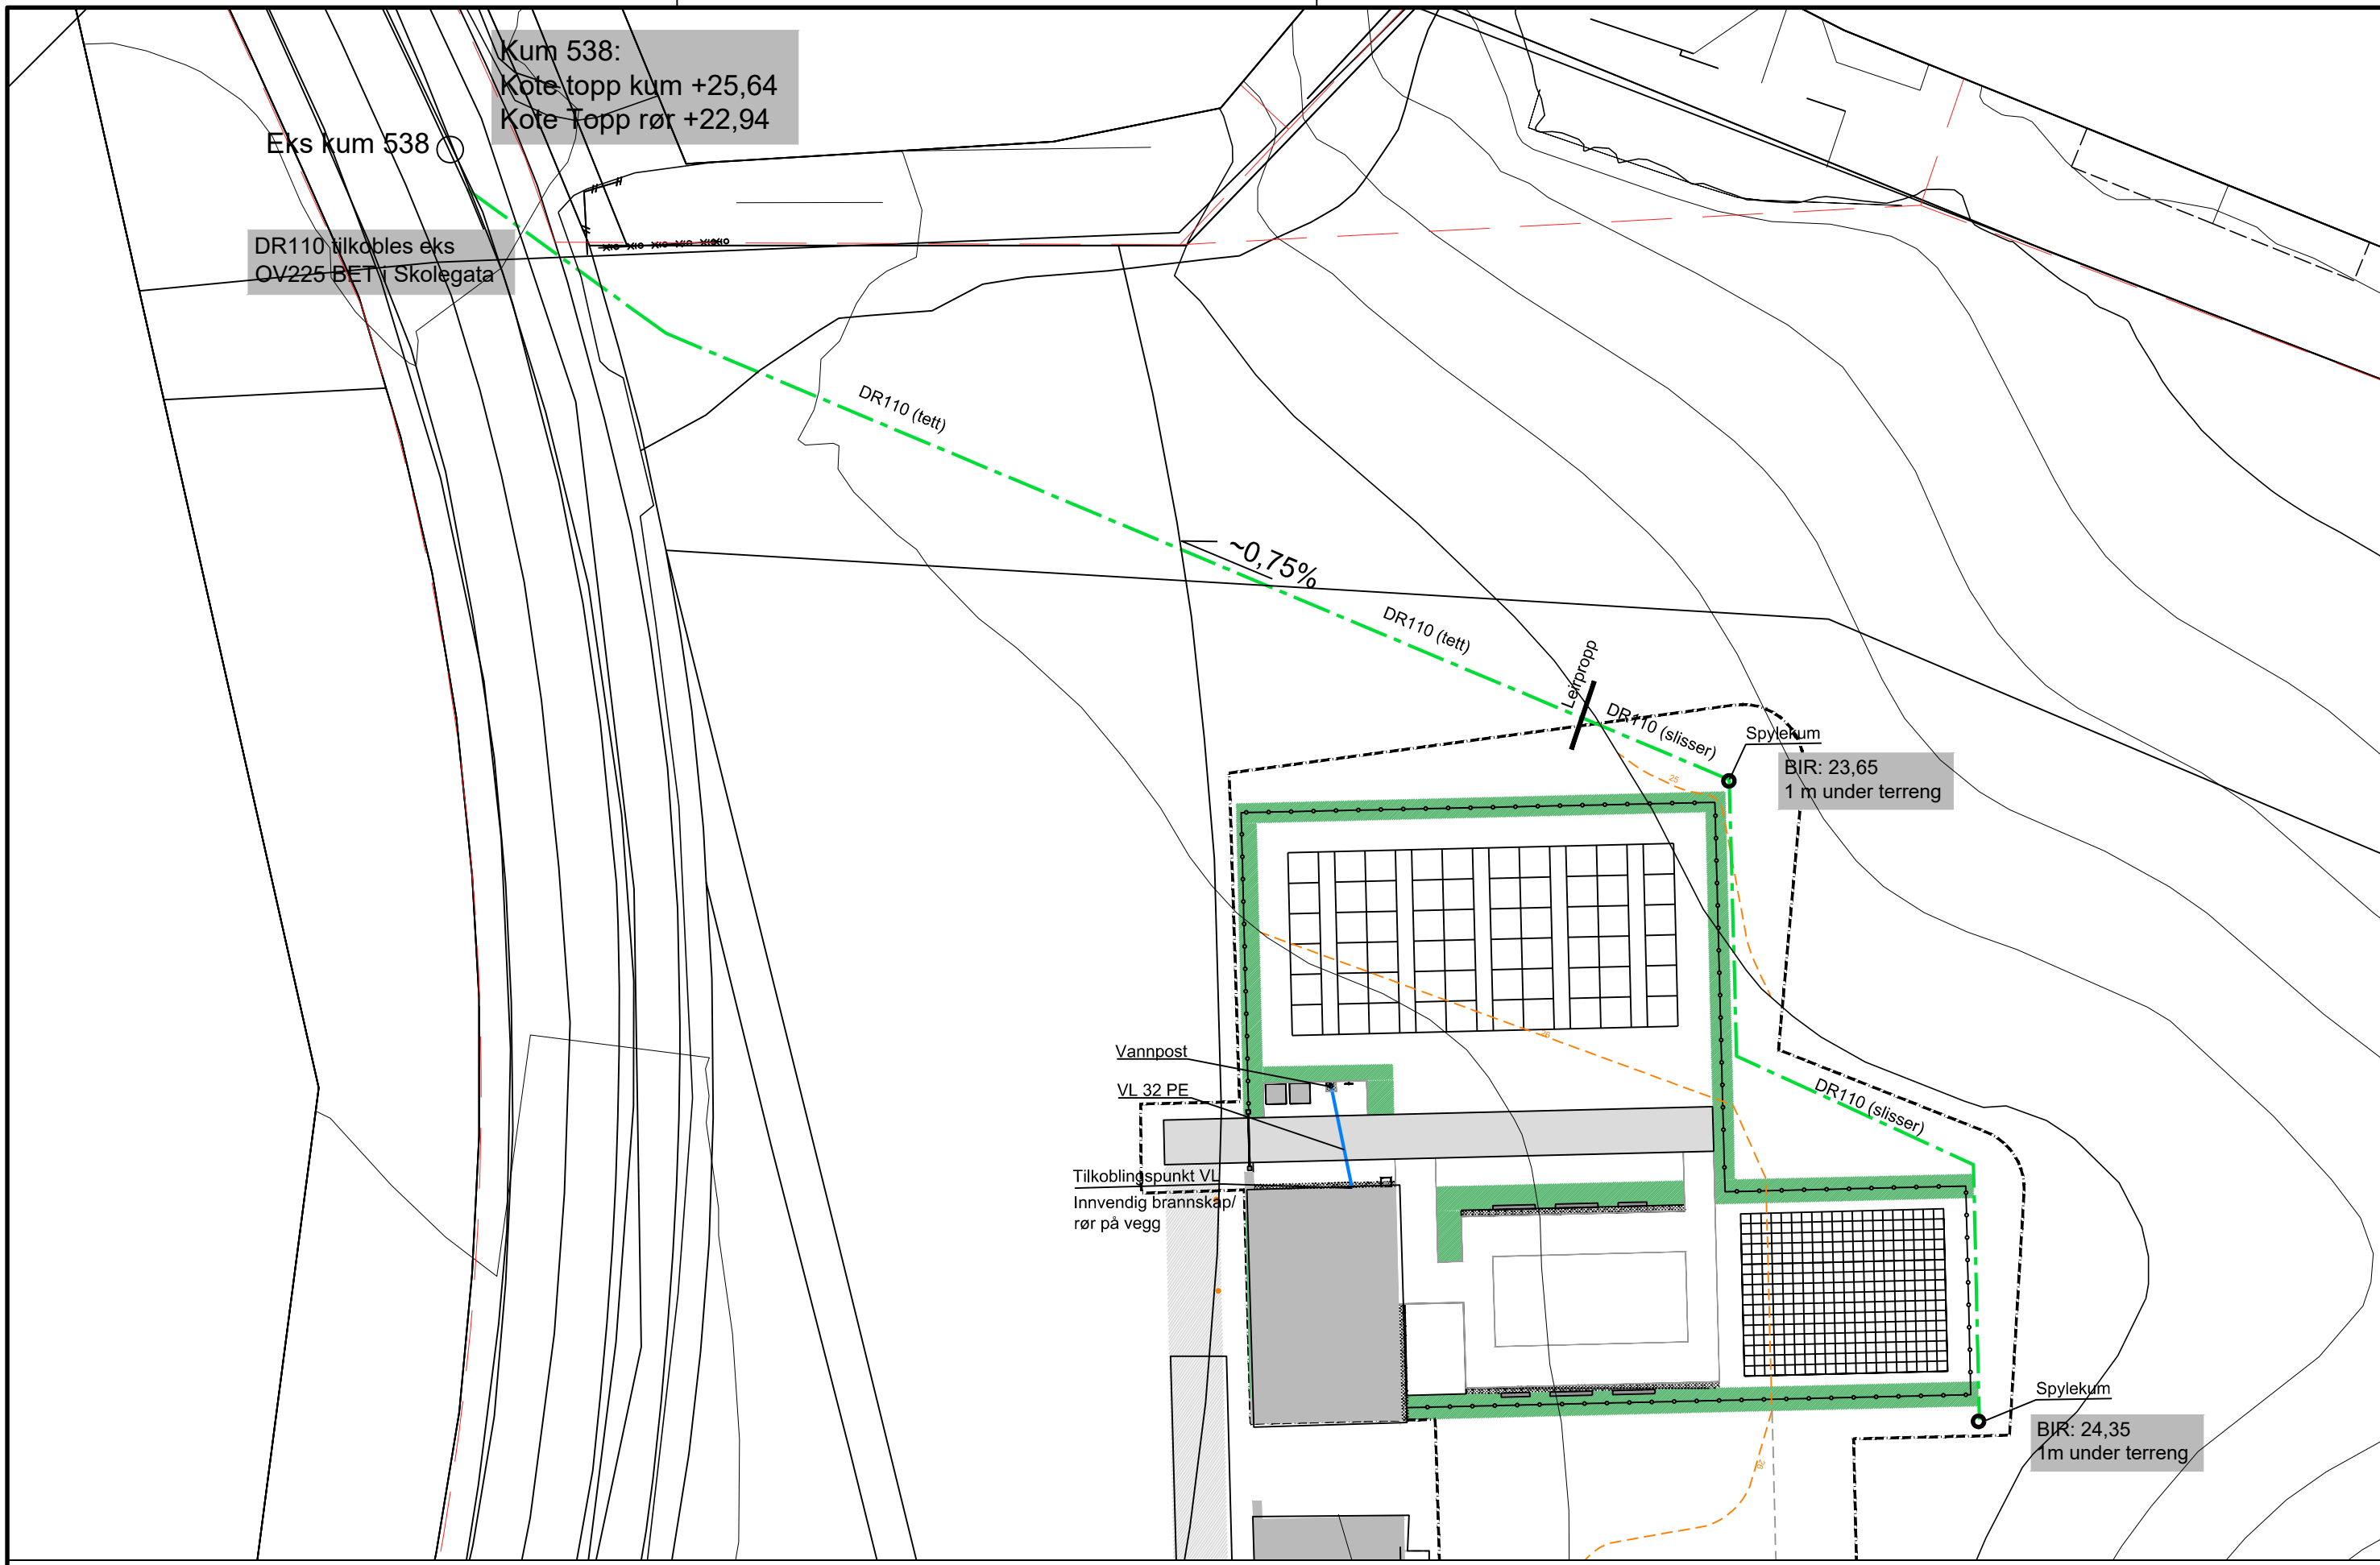 Kum 538:
Kote topp kum +25,64
Kote Topp rør +22,94
Eks kum 538
DR110 tilkobles eks
OV225 BET i Skolegata
DR110 (tett)
~0,75%
DR110 (tett)
Leirpropp
DR110 (slisser)
Spylekum
BIR: 23,65
1 m under terreng
25
26
Vannpost
VL 32 PE
DR110 (slisser)
Tilkoblingspunkt VL
Innvendig brannskap/
rør på vegg
Spylekum
BIR: 24,35
1m under terreng